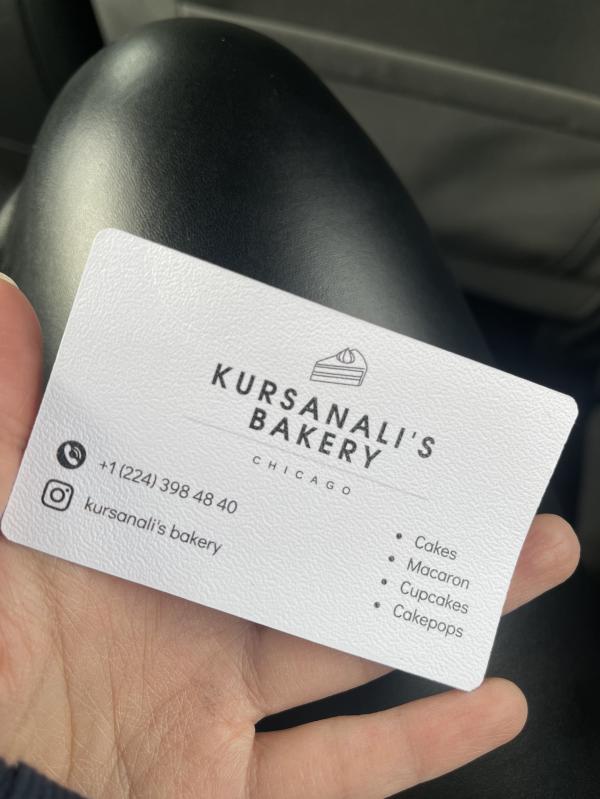 KURSANALI'S
BAKERY
CHICAGO
+1 (224) 398 48 40
kursanali's bakery
• Cakes
• Macaron
• Cupcakes
• Cakepops